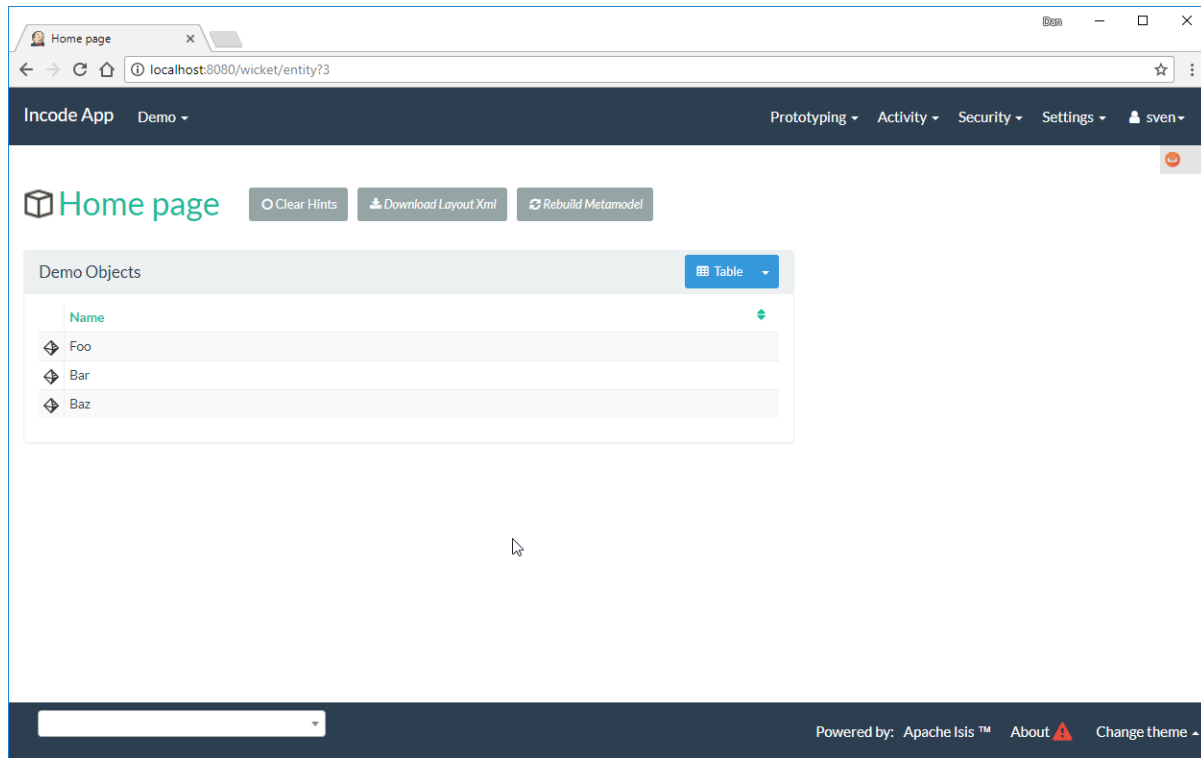 Dan
Home page
localhost:8080/wicket/entity?3
Incode App Demo Prototyping Activity Security Settings sven
Home page Clear Hints Download Layout Xml Rebuild Metamodel
Demo Objects Table
Name
Foo
Bar
Baz
Powered by: Apache Isis ™ About Change theme